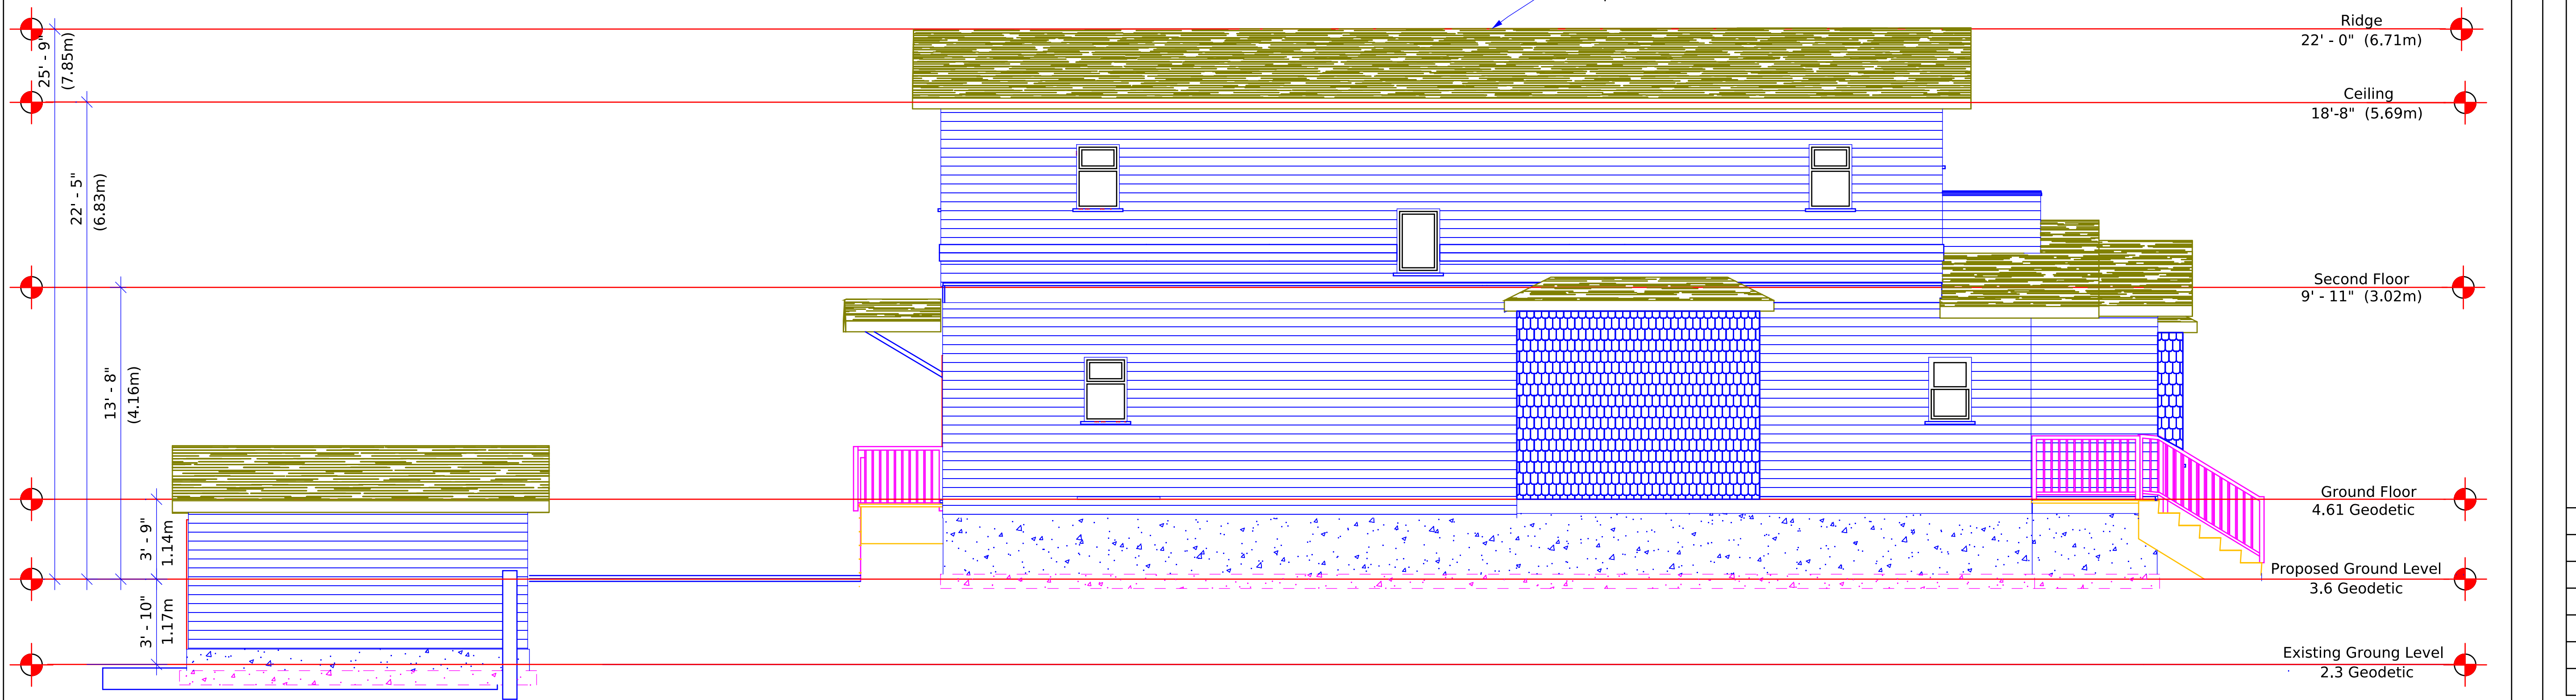 25' - 9"
(7.85m)
22' - 5"
(6.83m)
13' - 8"
(4.16m)
3' - 9"
1.14m
3' - 10"
1.17m
Ridge
22' - 0" (6.71m)
Ceiling
18'-8" (5.69m)
Second Floor
9' - 11" (3.02m)
Ground Floor
4.61 Geodetic
Proposed Ground Level
3.6 Geodetic
Existing Groung Level
2.3 Geodetic